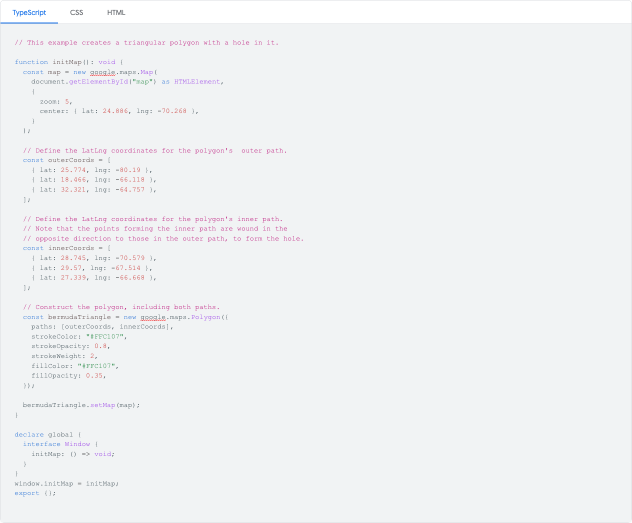 TypeScript CSS HTML
// This example creates a triangular polygon with a hole in it.
function initMap(): void {
const map = new google.maps.Map(
document.getElementById("map") as HTMLElement,
{
zoom: 5,
center: { lat: 24.886, lng: -70.268 },
}
);
// Define the LatLng coordinates for the polygon's  outer path.
const outerCoords = [
{ lat: 25.774, lng: -80.19 },
{ lat: 18.466, lng: -66.118 },
{ lat: 32.321, lng: -64.757 },
];
// Define the LatLng coordinates for the polygon's inner path.
// Note that the points forming the inner path are wound in the
// opposite direction to those in the outer path, to form the hole.
const innerCoords = [
{ lat: 28.745, lng: -70.579 },
{ lat: 29.57, lng: -67.514 },
{ lat: 27.339, lng: -66.668 },
];
// Construct the polygon, including both paths.
const bermudaTriangle = new google.maps.Polygon({
paths: [outerCoords, innerCoords],
strokeColor: "#FFC107",
strokeOpacity: 0.8,
strokeWeight: 2,
fillColor: "#FFC107",
fillOpacity: 0.35,
});
bermudaTriangle.setMap(map);
}
declare global {
interface Window {
initMap: () => void;
}
}
window.initMap = initMap;
export {};